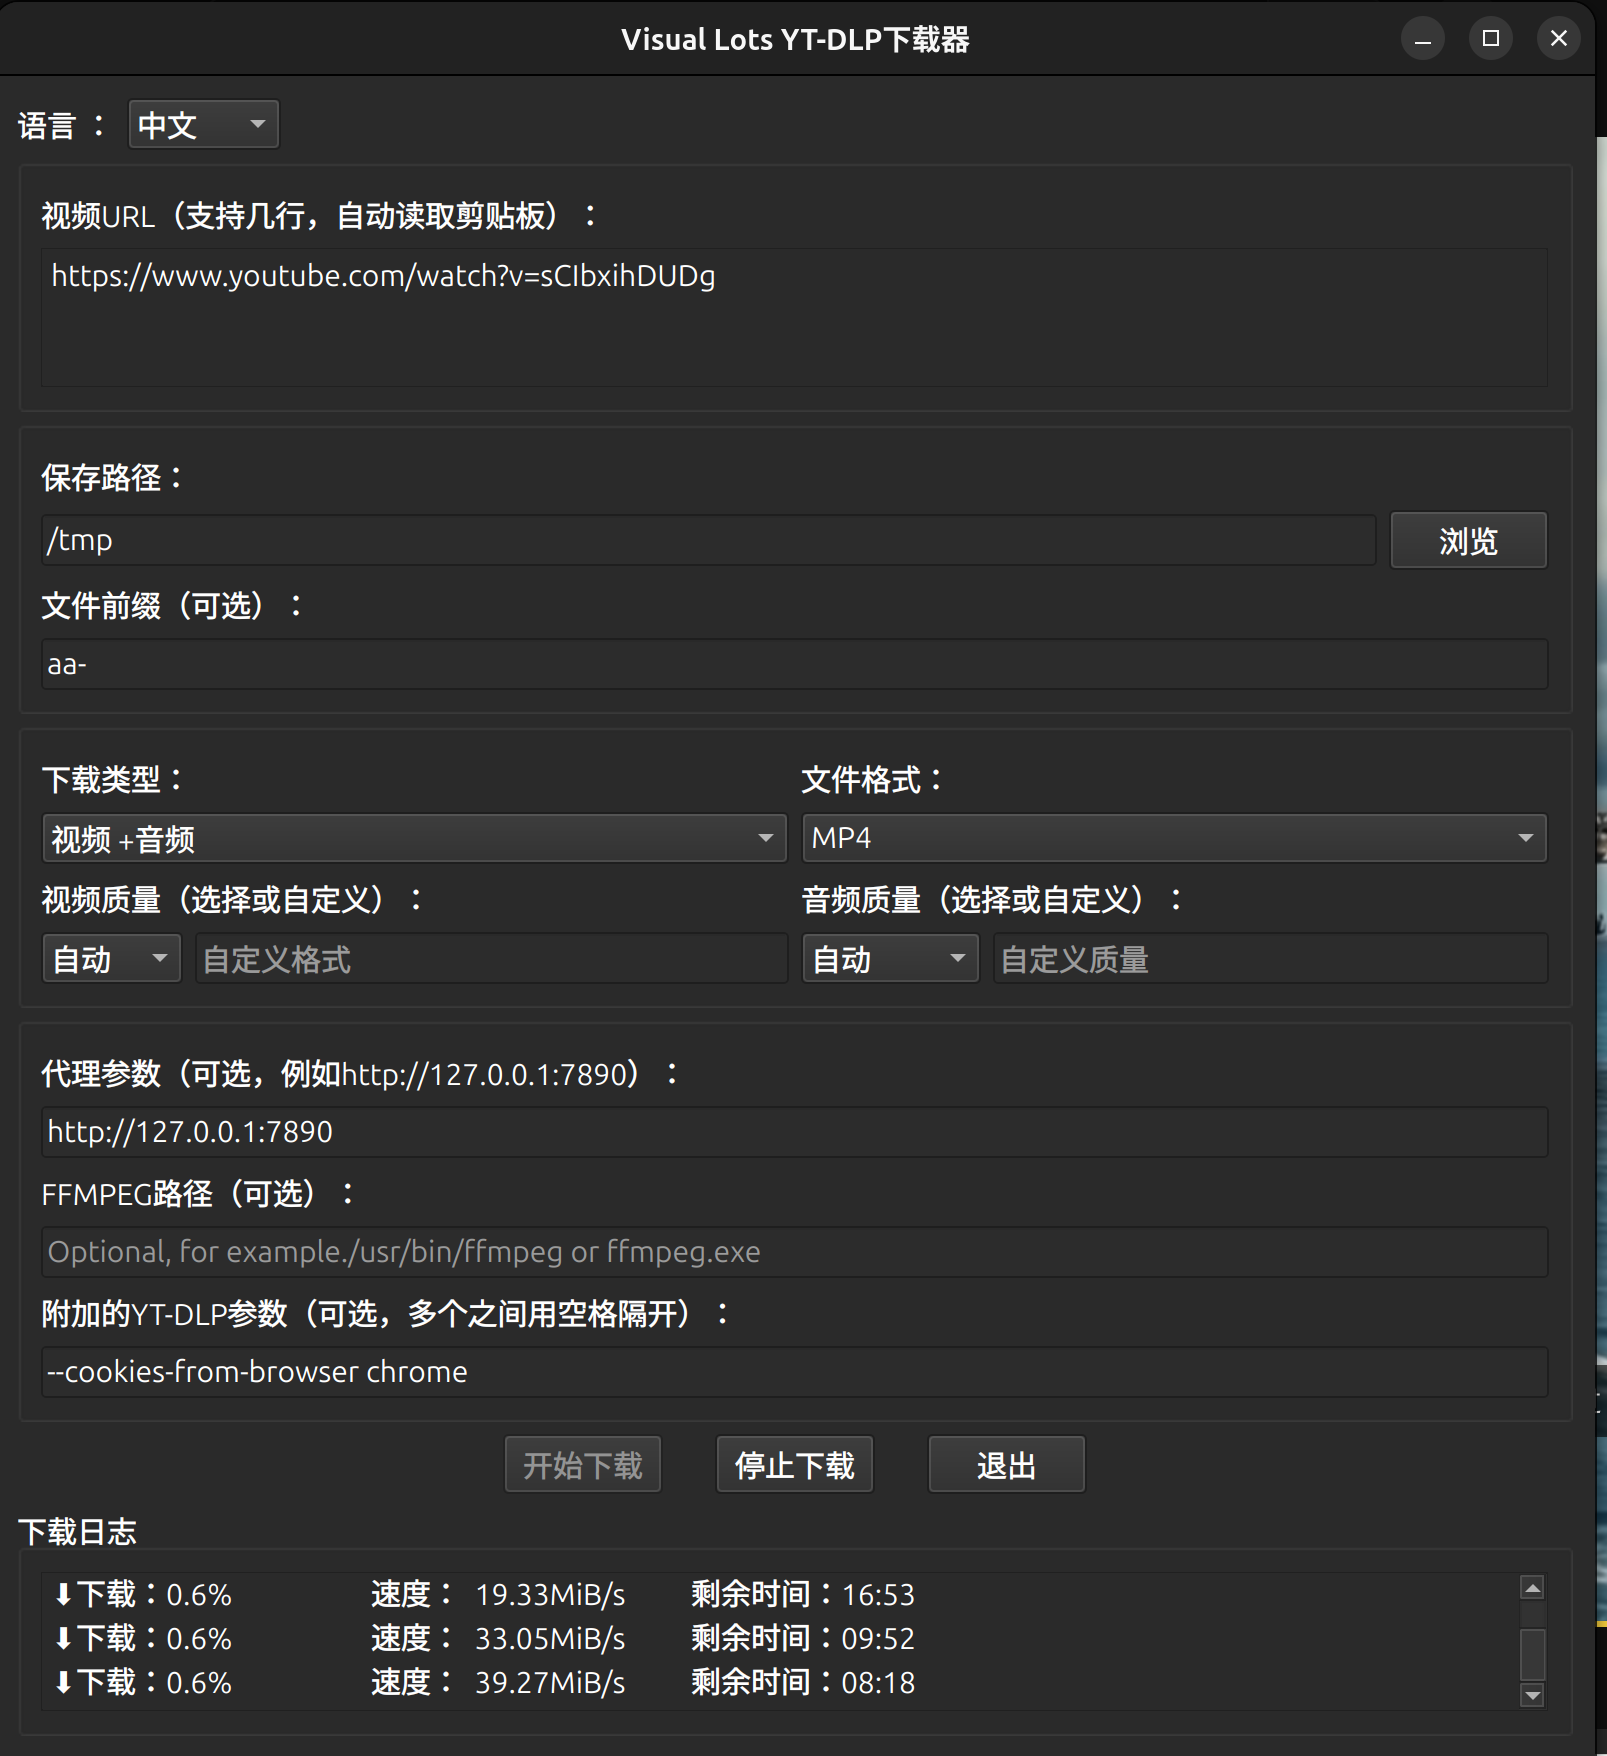 Visual Lots YT-DLP下载器
语言 ： 中文
视频URL（支持几行，自动读取剪贴板） ：
https://www.youtube.com/watch?v=sCIbxihDUDg
保存路径：
/tmp 浏览
文件前缀（可选） ：
aa-
下载类型： 文件格式：
视频 +音频 MP4
视频质量（选择或自定义） ： 音频质量（选择或自定义） ：
自动 自定义格式 自动 自定义质量
代理参数（可选，例如http://127.0.0.1:7890） ：
http://127.0.0.1:7890
FFMPEG路径（可选） ：
Optional, for example./usr/bin/ffmpeg or ffmpeg.exe
附加的YT-DLP参数（可选，多个之间用空格隔开） ：
--cookies-from-browser chrome
开始下载 停止下载 退出
下载日志
⬇下载：0.6% 速度： 19.33MiB/s 剩余时间：16:53
⬇下载：0.6% 速度： 33.05MiB/s 剩余时间：09:52
⬇下载：0.6% 速度： 39.27MiB/s 剩余时间：08:18